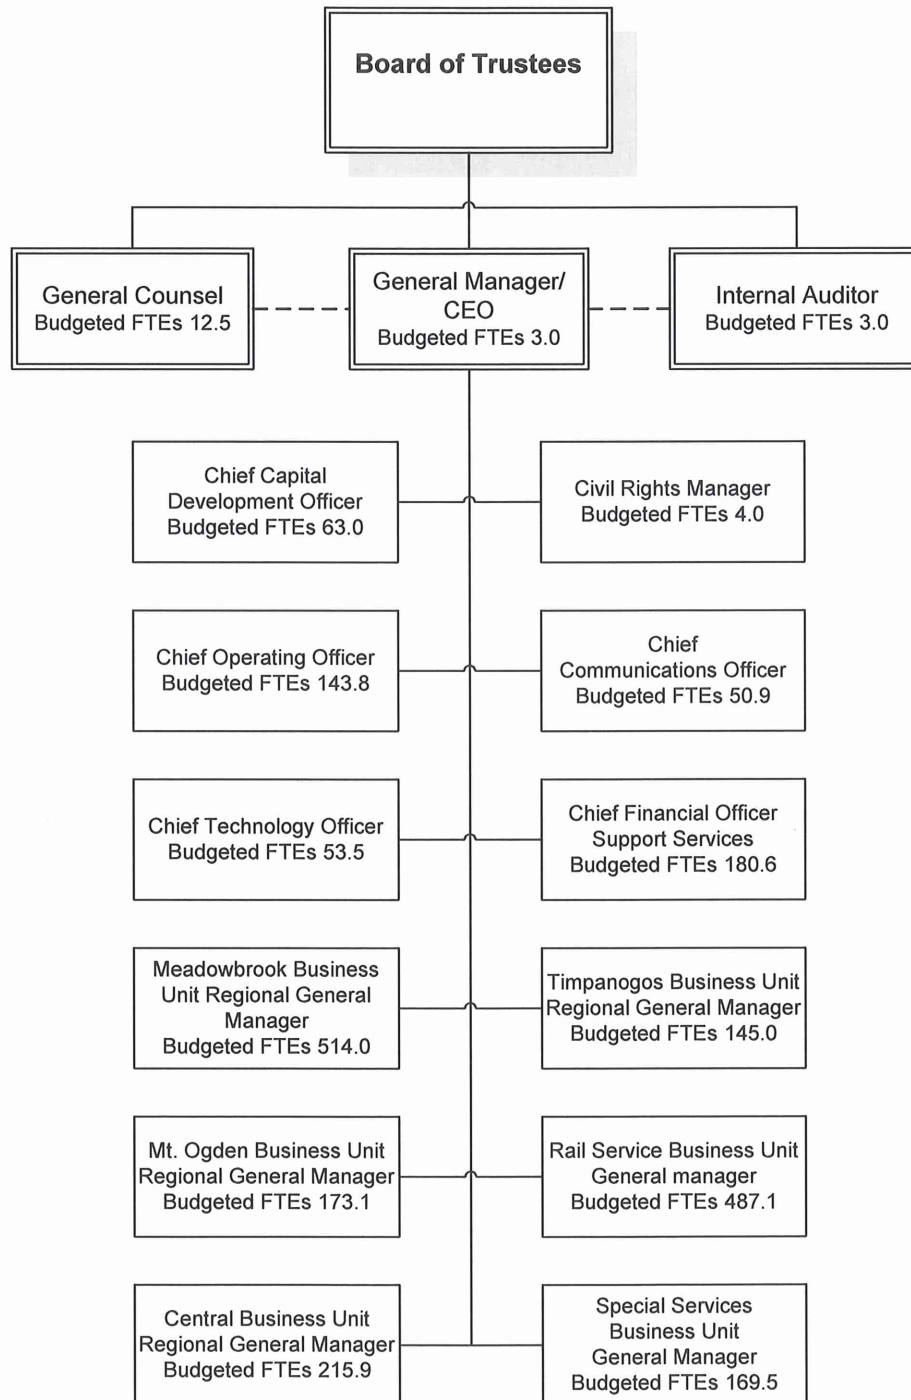 Board of Trustees
General Counsel
Budgeted FTEs 12.5
General Manager/
CEO
Budgeted FTEs 3.0
Internal Auditor
Budgeted FTEs 3.0
Chief Capital
Development Officer
Budgeted FTEs 63.0
Civil Rights Manager
Budgeted FTEs 4.0
Chief Operating Officer
Budgeted FTEs 143.8
Chief
Communications Officer
Budgeted FTEs 50.9
Chief Technology Officer
Budgeted FTEs 53.5
Chief Financial Officer
Support Services
Budgeted FTEs 180.6
Meadowbrook Business
Unit Regional General
Manager
Budgeted FTEs 514.0
Timpanogos Business Unit
Regional General Manager
Budgeted FTEs 145.0
Mt. Ogden Business Unit
Regional General Manager
Budgeted FTEs 173.1
Rail Service Business Unit
General manager
Budgeted FTEs 487.1
Central Business Unit
Regional General Manager
Budgeted FTEs 215.9
Special Services
Business Unit
General Manager
Budgeted FTEs 169.5